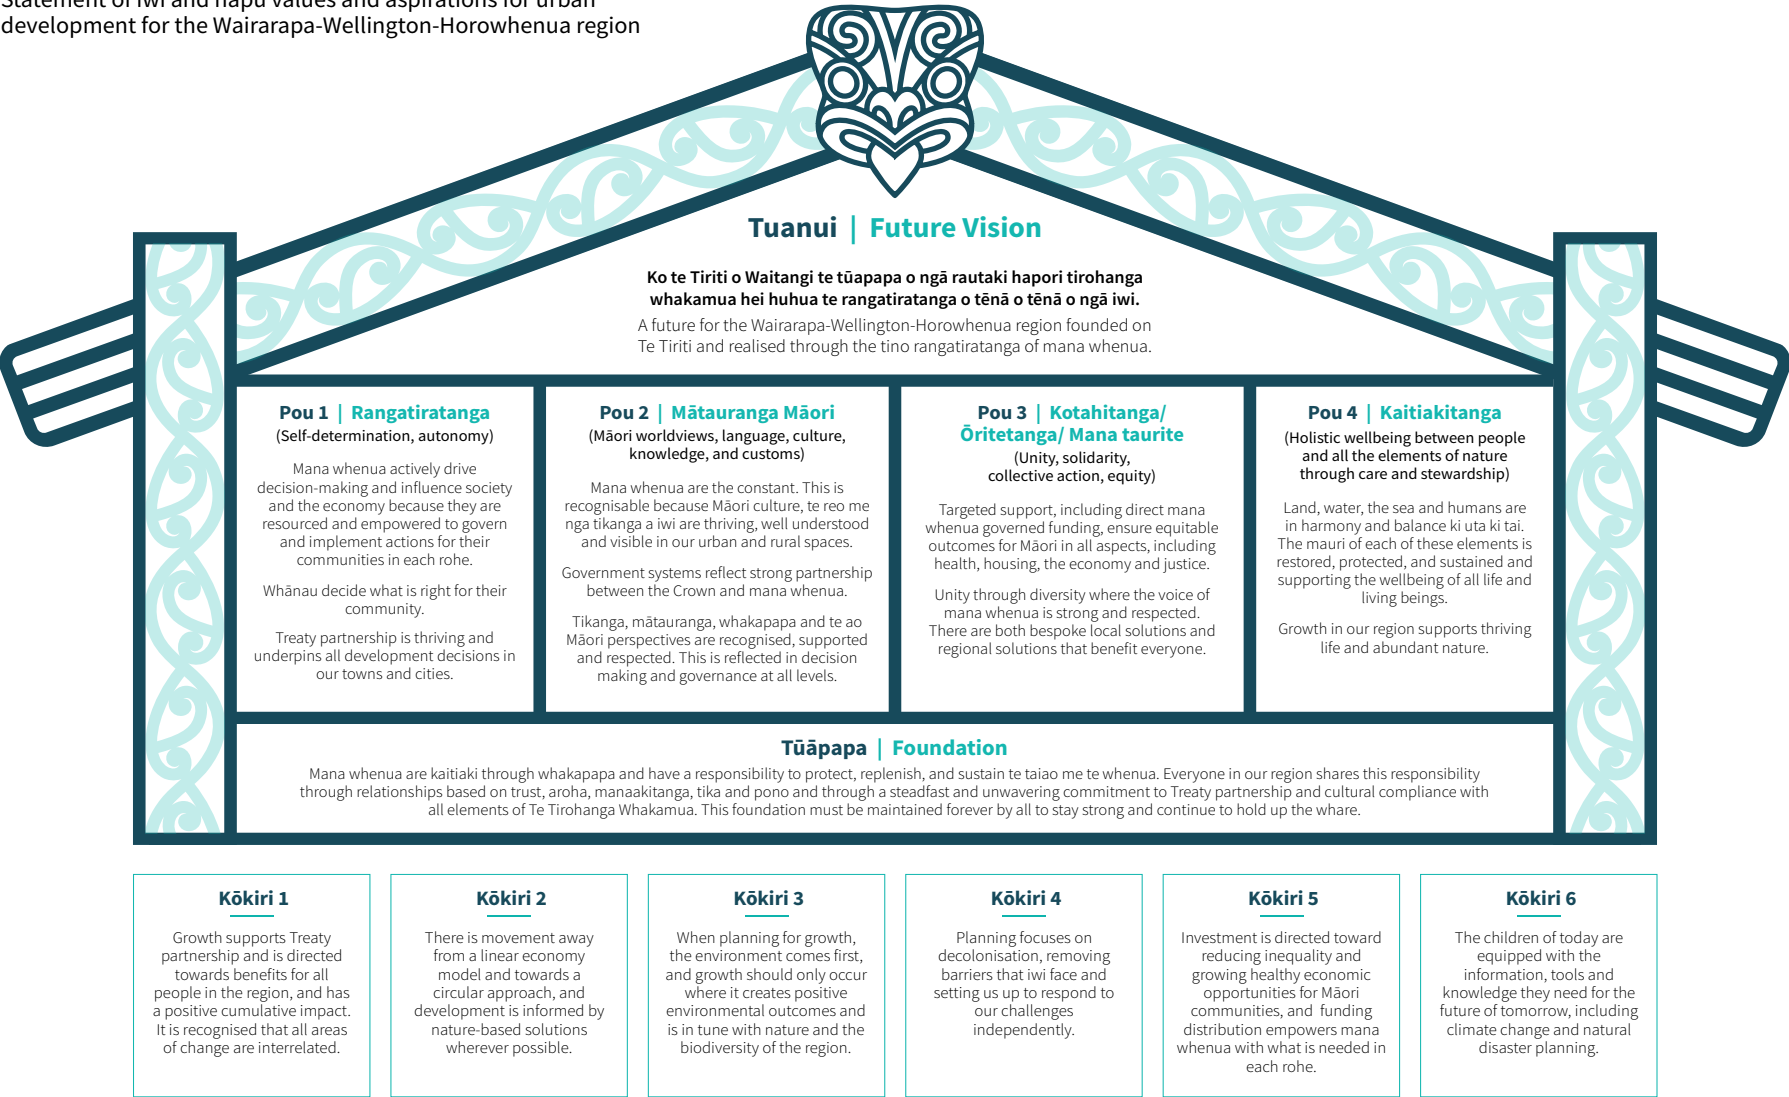 Statement of iwi and hapū values and aspirations for urban
development for the Wairarapa-Wellington-Horowhenua region
Tuanui | Future Vision
Ko te Tiriti o Waitangi te tūapapa o ngā rautaki hapori tirohanga
whakamua hei huhua te rangatiratanga o tēnā o tēnā o ngā iwi.
A future for the Wairarapa-Wellington-Horowhenua region founded on
Te Tiriti and realised through the tino rangatiratanga of mana whenua.
Pou 1 | Rangatiratanga
(Self-determination, autonomy)
Mana whenua actively drive
decision-making and influence society
and the economy because they are
resourced and empowered to govern
and implement actions for their
communities in each rohe.
Whānau decide what is right for their
community.
Treaty partnership is thriving and
underpins all development decisions in
our towns and cities.
Pou 2 | Mātauranga Māori
(Māori worldviews, language, culture,
knowledge, and customs)
Mana whenua are the constant. This is
recognisable because Māori culture, te reo me
nga tikanga a iwi are thriving, well understood
and visible in our urban and rural spaces.
Government systems reflect strong partnership
between the Crown and mana whenua.
Tikanga, mātauranga, whakapapa and te ao
Māori perspectives are recognised, supported
and respected. This is reflected in decision
making and governance at all levels.
Pou 3 | Kotahitanga/
Ōritetanga/ Mana taurite
(Unity, solidarity,
collective action, equity)
Targeted support, including direct mana
whenua governed funding, ensure equitable
outcomes for Māori in all aspects, including
health, housing, the economy and justice.
Unity through diversity where the voice of
mana whenua is strong and respected.
There are both bespoke local solutions and
regional solutions that benefit everyone.
Pou 4 | Kaitiakitanga
(Holistic wellbeing between people
and all the elements of nature
through care and stewardship)
Land, water, the sea and humans are
in harmony and balance ki uta ki tai.
The mauri of each of these elements is
restored, protected, and sustained and
supporting the wellbeing of all life and
living beings.
Growth in our region supports thriving
life and abundant nature.
Tūāpapa | Foundation
Mana whenua are kaitiaki through whakapapa and have a responsibility to protect, replenish, and sustain te taiao me te whenua. Everyone in our region shares this responsibility
through relationships based on trust, aroha, manaakitanga, tika and pono and through a steadfast and unwavering commitment to Treaty partnership and cultural compliance with
all elements of Te Tirohanga Whakamua. This foundation must be maintained forever by all to stay strong and continue to hold up the whare.
Kōkiri 1
Growth supports Treaty
partnership and is directed
towards benefits for all
people in the region, and has
a positive cumulative impact.
It is recognised that all areas
of change are interrelated.
Kōkiri 2
There is movement away
from a linear economy
model and towards a
circular approach, and
development is informed by
nature-based solutions
wherever possible.
Kōkiri 3
When planning for growth,
the environment comes first,
and growth should only occur
where it creates positive
environmental outcomes and
is in tune with nature and the
biodiversity of the region.
Kōkiri 4
Planning focuses on
decolonisation, removing
barriers that iwi face and
setting us up to respond to
our challenges
independently.
Kōkiri 5
Investment is directed toward
reducing inequality and
growing healthy economic
opportunities for Māori
communities, and funding
distribution empowers mana
whenua with what is needed in
each rohe.
Kōkiri 6
The children of today are
equipped with the
information, tools and
knowledge they need for the
future of tomorrow, including
climate change and natural
disaster planning.